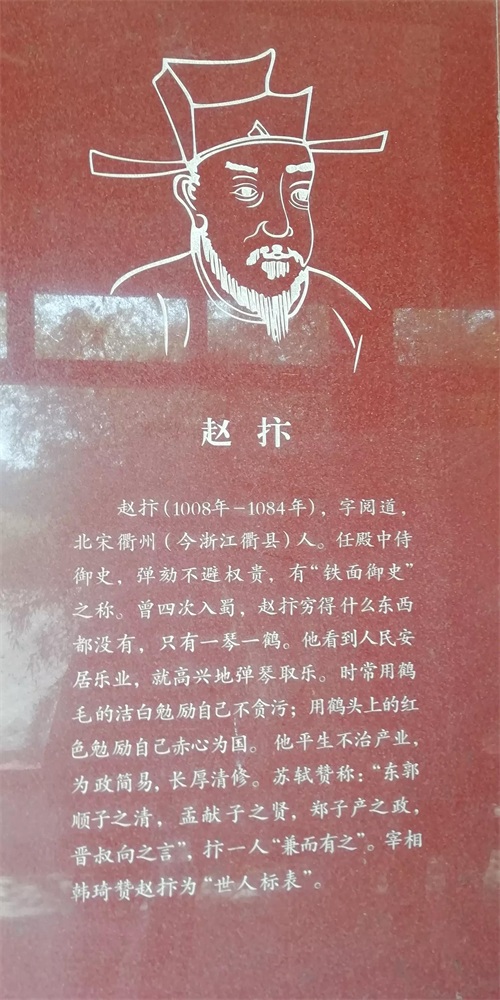 赵 抃
赵抃(1008年-1084年)，字阅道，
北宋衢州(今浙江衢县)人。任殿中侍
御史，弹劾不避权贵，有“铁面御史”
之称。曾四次入蜀，赵抃穷得什么东西
都没有，只有一琴一鹤。他看到人民安
居乐业，就高兴地弹琴取乐。时常用鹤
毛的洁白勉励自己不贪污；用鹤头上的红
色勉励自己赤心为国。他平生不治产业，
为政简易，长厚清修。苏轼赞称：“东郭
顺子之清，孟献子之贤，郑子产之政，
晋叔向之言”，抃一人“兼而有之”。宰相
韩琦赞赵抃为“世人标表”。